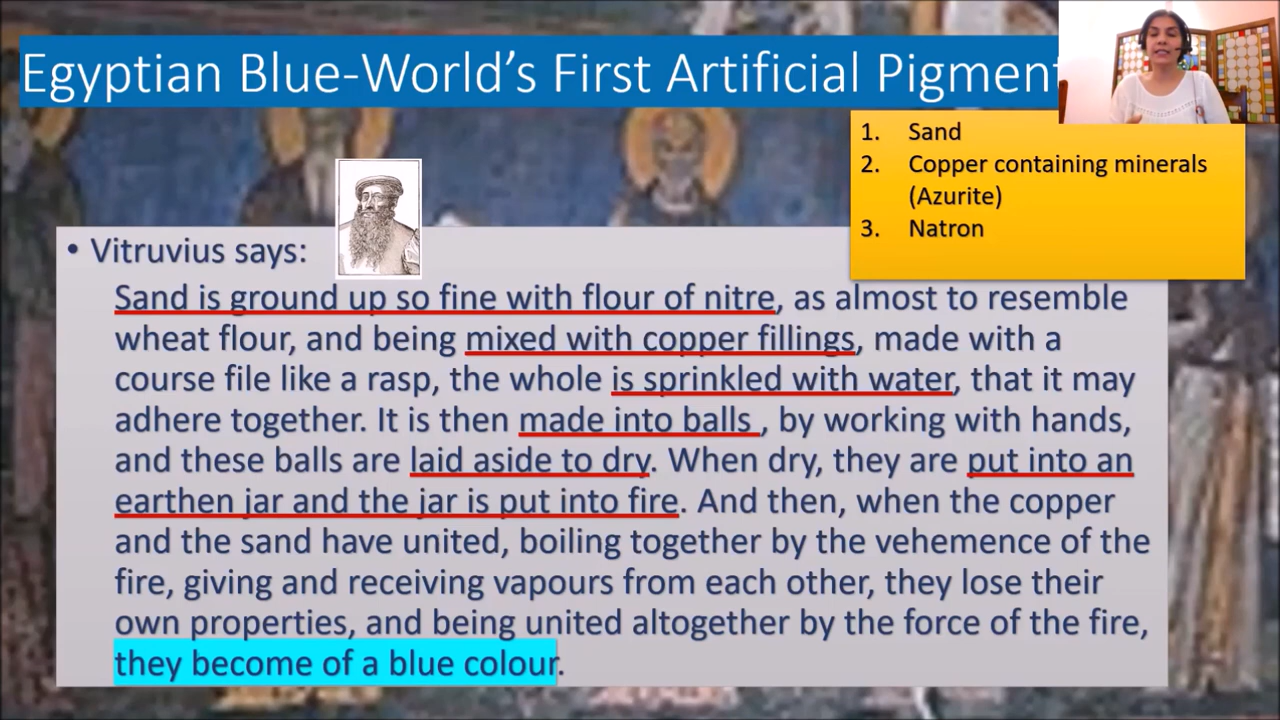 Egyptian Blue-World's First Artificial Pigment
1. Sand
2. Copper containing minerals
(Azurite)
3. Natron
• Vitruvius says:
Sand is ground up so fine with flour of nitre, as almost to resemble
wheat flour, and being mixed with copper fillings, made with a
course file like a rasp, the whole is sprinkled with water, that it may
adhere together. It is then made into balls , by working with hands,
and these balls are laid aside to dry. When dry, they are put into an
earthen jar and the jar is put into fire. And then, when the copper
and the sand have united, boiling together by the vehemence of the
fire, giving and receiving vapours from each other, they lose their
own properties, and being united altogether by the force of the fire,
they become of a blue colour.